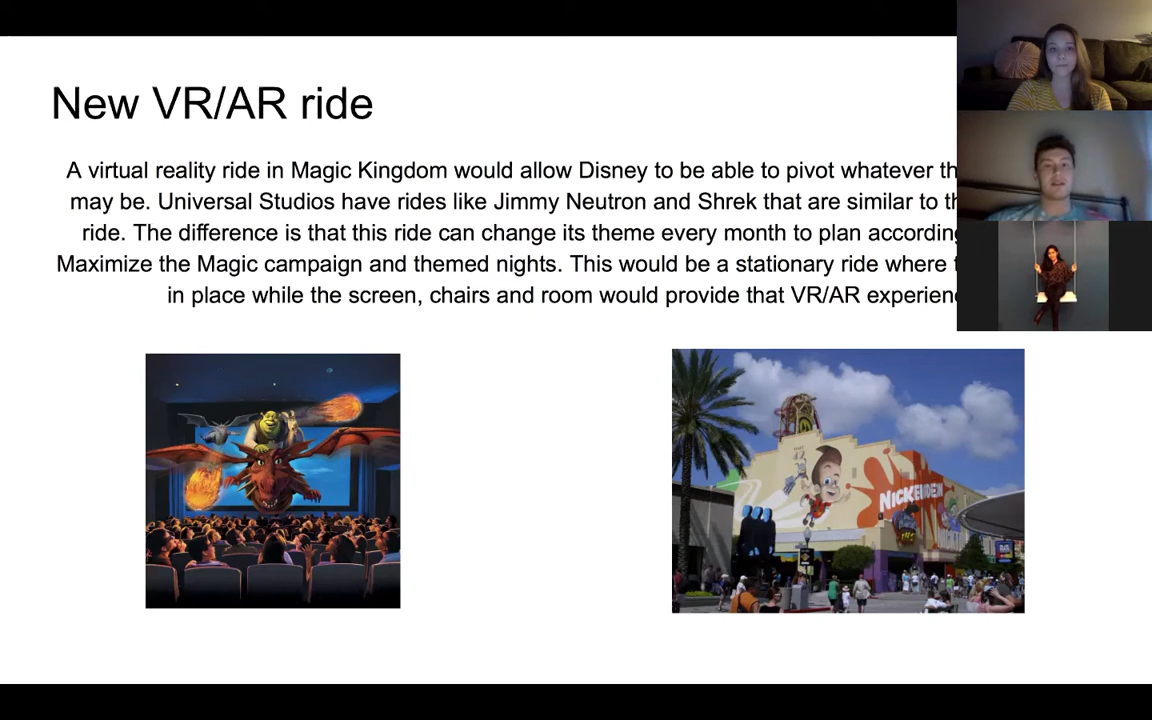 New VR/AR ride
A virtual reality ride in Magic Kingdom would allow Disney to be able to pivot whatever
may be. Universal Studios have rides like Jimmy Neutron and Shrek that are similar to
ride. The difference is that this ride can change its theme every month to plan
Maximize the Magic campaign and themed nights. This would be a stationary ride where
in place while the screen, chairs and room would provide that VR/AR
NICKELODEON